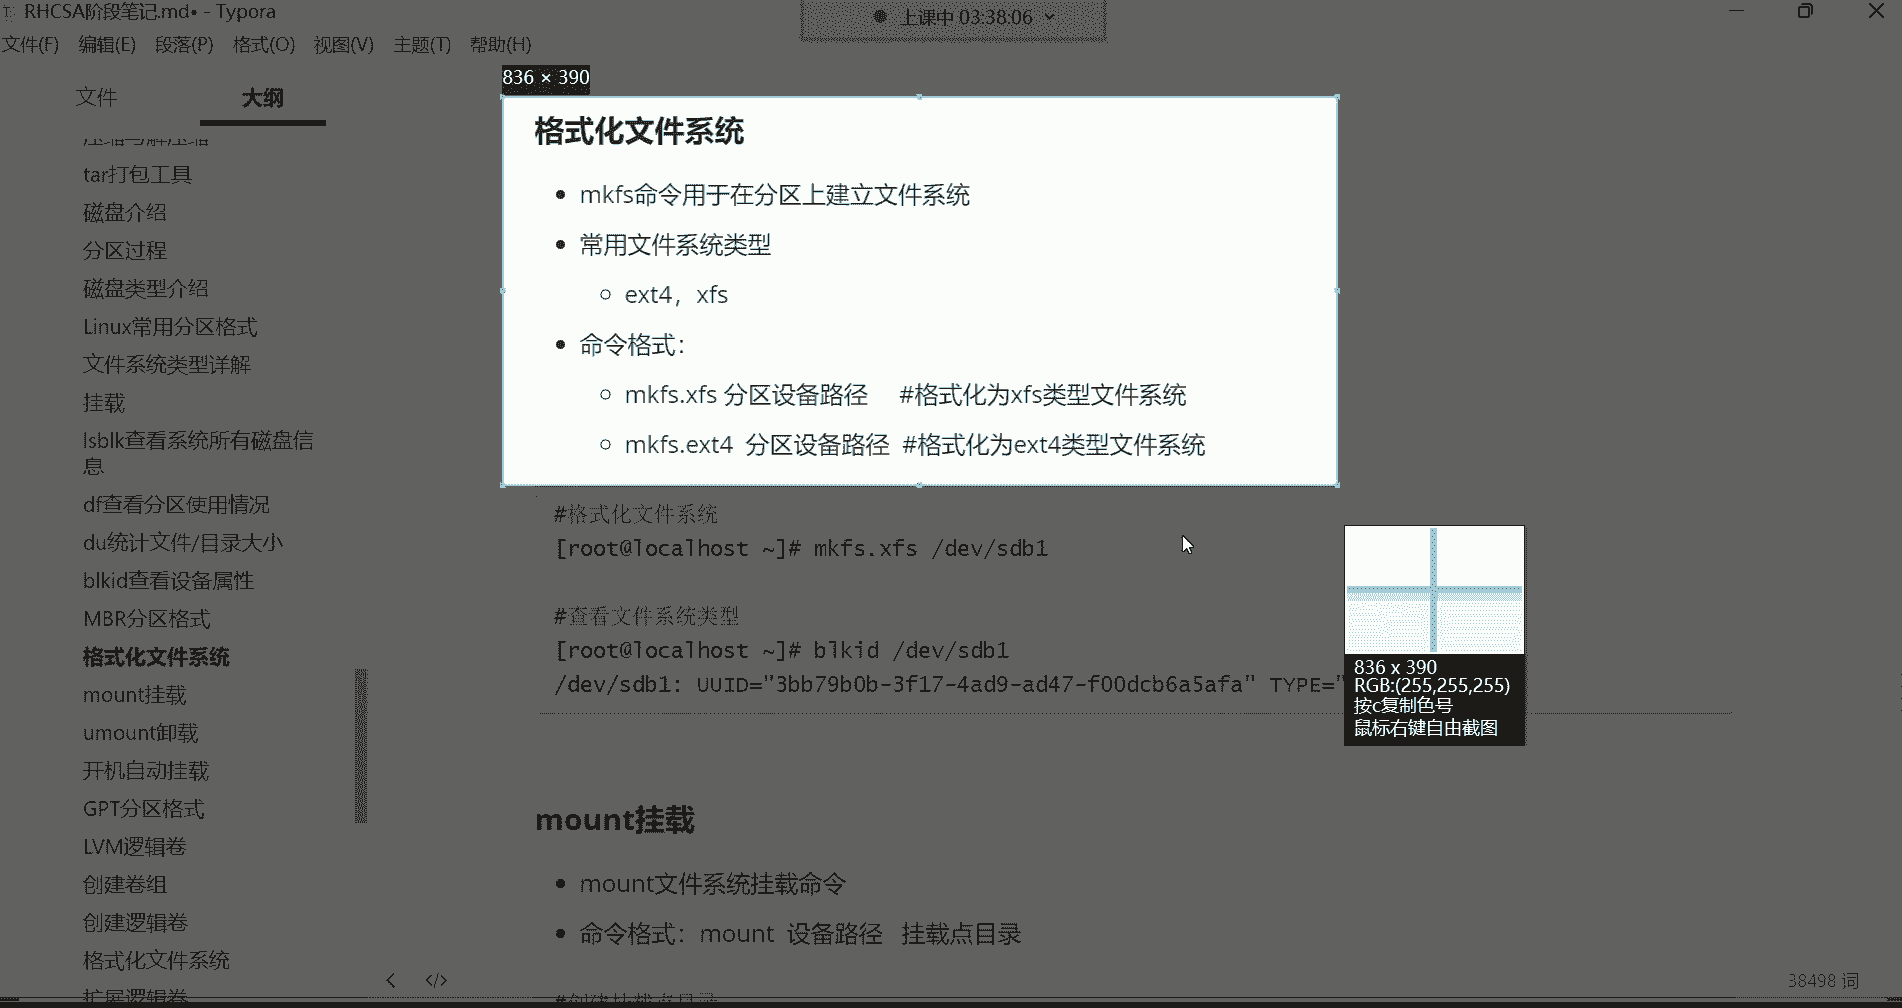 RHCSA阶段笔记.md• - Typora
上课中 03:38:06
文件(F) 编辑(E) 段落(P) 格式(O) 视图(V) 主题(T) 帮助(H)
文件 大纲
压缩与解压缩
tar打包工具
磁盘介绍
分区过程
磁盘类型介绍
Linux常用分区格式
文件系统类型详解
挂载
lsblk查看系统所有磁盘信
息
df查看分区使用情况
du统计文件/目录大小
blkid查看设备属性
MBR分区格式
格式化文件系统
mount挂载
umount卸载
开机自动挂载
GPT分区格式
LVM逻辑卷
创建卷组
创建逻辑卷
格式化文件系统
扩展逻辑卷
836 × 390
格式化文件系统
mkfs命令用于在分区上建立文件系统
常用文件系统类型
ext4，xfs
命令格式：
mkfs.xfs 分区设备路径 #格式化为xfs类型文件系统
mkfs.ext4 分区设备路径 #格式化为ext4类型文件系统
#格式化文件系统
[root@localhost ~]# mkfs.xfs /dev/sdb1
#查看文件系统类型
[root@localhost ~]# blkid /dev/sdb1
/dev/sdb1: UUID="3bb79b0b-3f17-4ad9-ad47-f00dcb6a5afa" TYPE="
836 x 390
RGB:(255,255,255)
按c复制色号
鼠标右键自由截图
mount挂载
mount文件系统挂载命令
命令格式：mount 设备路径 挂载点目录
#创建挂载点目录
38498 词